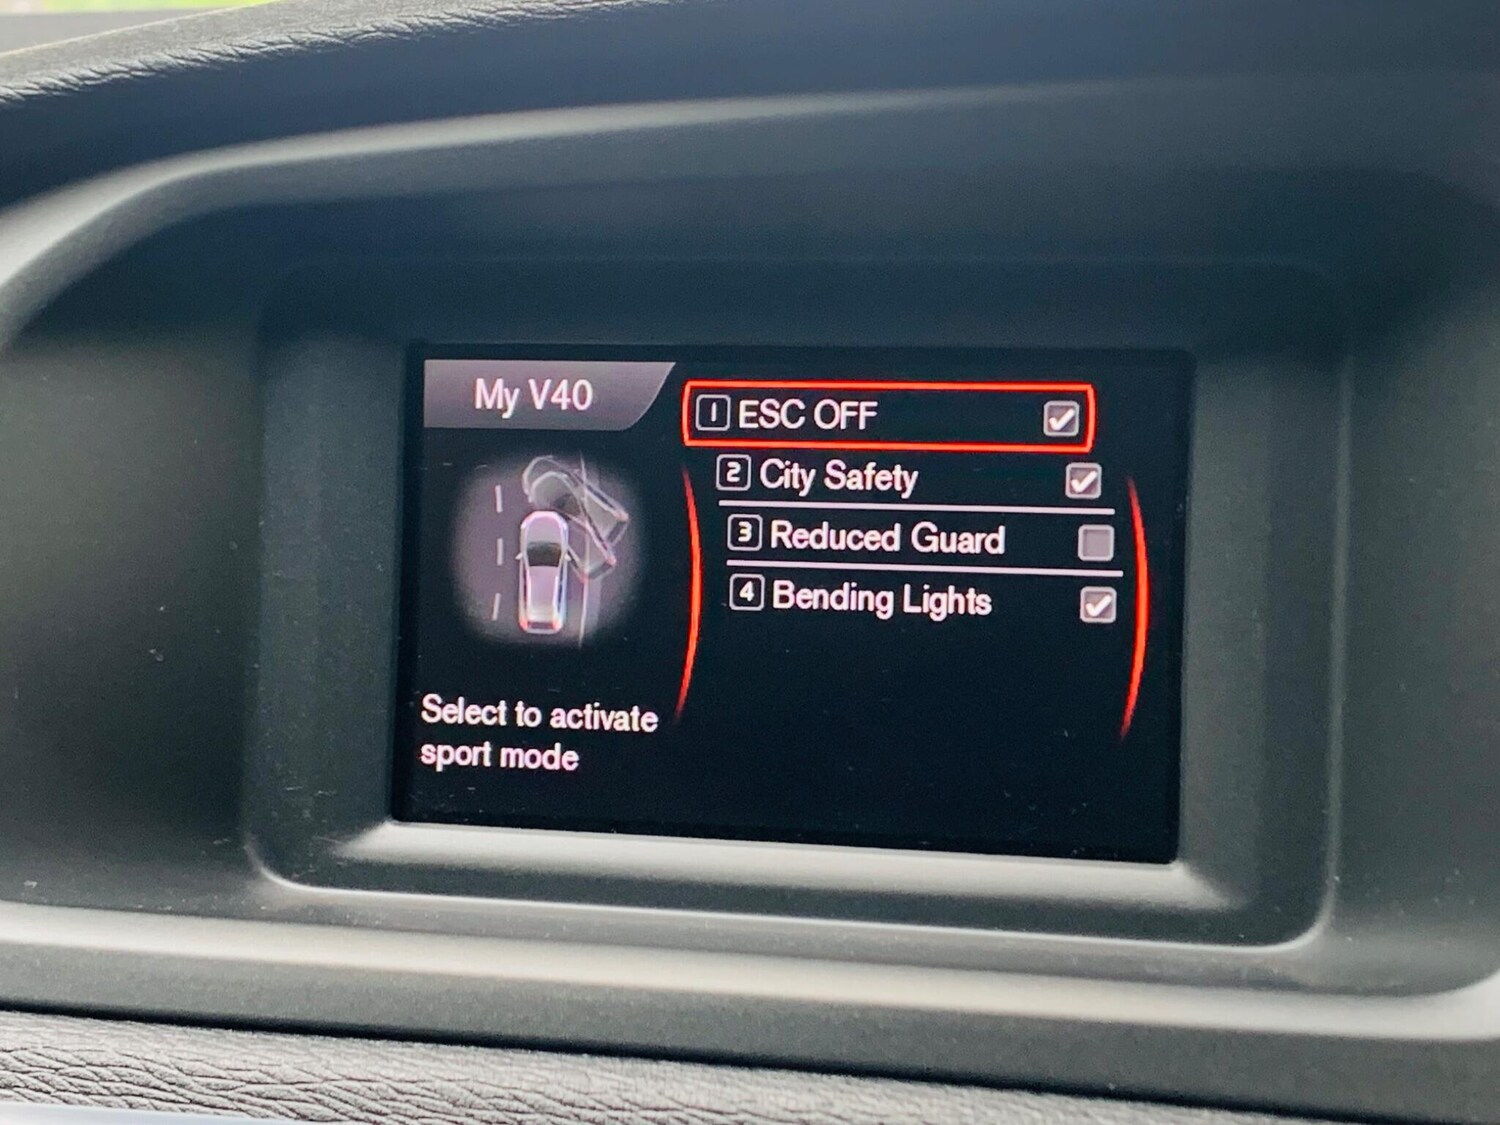 My V40
1 ESC OFF
2 City Safety
3 Reduced Guard
4 Bending Lights
Select to activate
sport mode